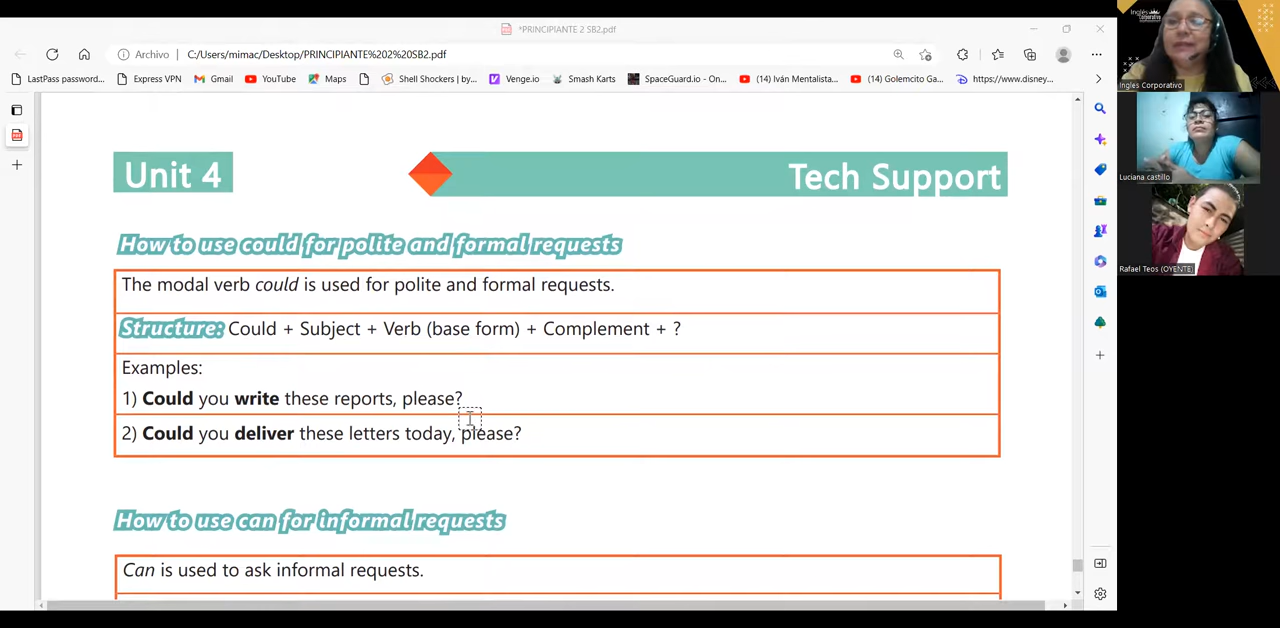 *PRINCIPIANTE 2 SB2.pdf
Archivo | C:/Users/mimac/Desktop/PRINCIPIANTE%202%20SB2.pdf
LastPass password... Express VPN Gmail YouTube Maps Shell Shockers | by... Venge.io Smash Karts SpaceGuard.io - On... (14) Iván Mentalista... (14) Golemcito Ga... https://www.disney...
Unit 4
Tech Support
How to use could for polite and formal requests
The modal verb could is used for polite and formal requests.
Structure: Could + Subject + Verb (base form) + Complement + ?
Examples:
1) Could you write these reports, please?
2) Could you deliver these letters today, please?
How to use can for informal requests
Can is used to ask informal requests.
Inglés
Corporativo
Ingles Corporativo
Luciana castillo
Rafael Teos (OYENTE)